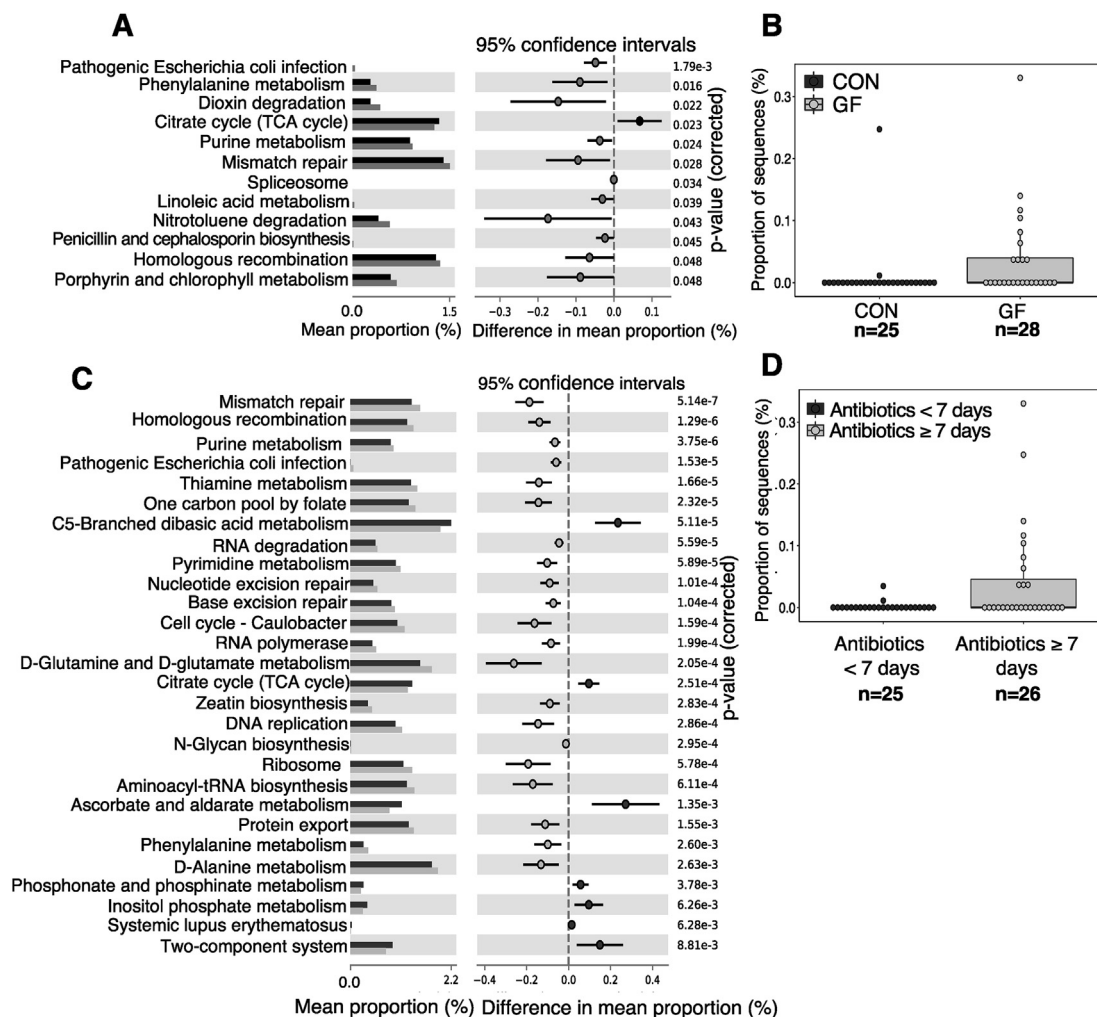 A
95% confidence intervals
Pathogenic Escherichia coli infection 1.79e-3
Phenylalanine metabolism 0.016
Dioxin degradation 0.022
Citrate cycle (TCA cycle) 0.023
Purine metabolism 0.024
Mismatch repair 0.028
Spliceosome 0.034
Linoleic acid metabolism 0.039
Nitrotoluene degradation 0.043
Penicillin and cephalosporin biosynthesis 0.045
Homologous recombination 0.048
Porphyrin and chlorophyll metabolism 0.048
p-value (corrected)
0.0 1.5 −0.3 −0.2 −0.1 0.0 0.1
Mean proportion (%) Difference in mean proportion (%)
B
CON
GF
Proportion of sequences (%)
0.3
0.1
0.0
CON GF
n=25 n=28
C
95% confidence intervals
Mismatch repair 5.14e-7
Homologous recombination 1.29e-6
Purine metabolism 3.75e-6
Pathogenic Escherichia coli infection 1.53e-5
Thiamine metabolism 1.66e-5
One carbon pool by folate 2.32e-5
C5-Branched dibasic acid metabolism 5.11e-5
RNA degradation 5.59e-5
Pyrimidine metabolism 5.89e-5
Nucleotide excision repair 1.01e-4
Base excision repair 1.04e-4
Cell cycle - Caulobacter 1.59e-4
RNA polymerase 1.99e-4
D-Glutamine and D-glutamate metabolism 2.05e-4
Citrate cycle (TCA cycle) 2.51e-4
Zeatin biosynthesis 2.83e-4
DNA replication 2.86e-4
N-Glycan biosynthesis 2.95e-4
Ribosome 5.78e-4
Aminoacyl-tRNA biosynthesis 6.11e-4
Ascorbate and aldarate metabolism 1.35e-3
Protein export 1.55e-3
Phenylalanine metabolism 2.60e-3
D-Alanine metabolism 2.63e-3
Phosphonate and phosphinate metabolism 3.78e-3
Inositol phosphate metabolism 6.26e-3
Systemic lupus erythematosus 6.28e-3
Two-component system 8.81e-3
p-value (corrected)
0.0 2.2 −0.4 −0.2 0.0 0.2 0.4
Mean proportion (%) Difference in mean proportion (%)
D
Antibiotics < 7 days
Antibiotics ≥ 7 days
Proportion of sequences (%)
0.3
0.2
0.1
0.0
Antibiotics Antibiotics ≥ 7
< 7 days days
n=25 n=26